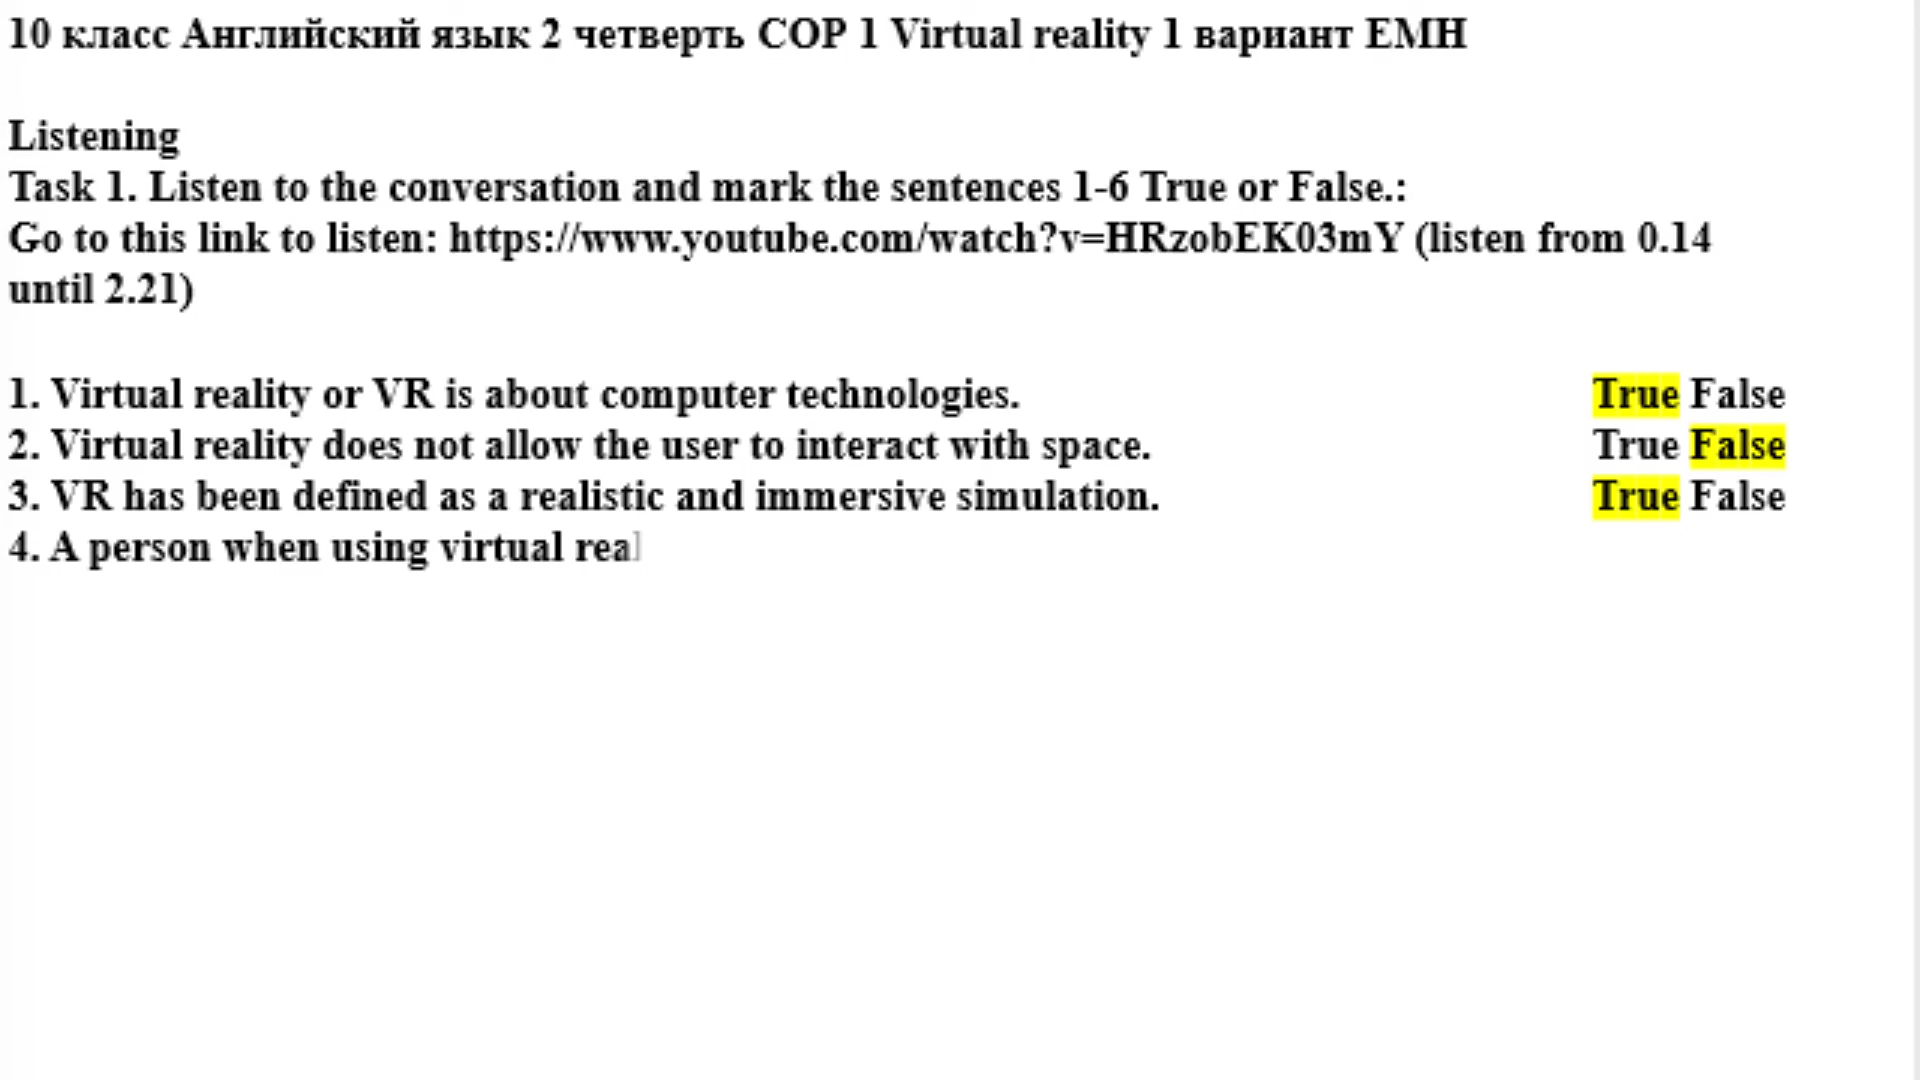 10 класс Английский язык 2 четверть СОР 1 Virtual reality 1 вариант ЕМН
Listening
Task 1. Listen to the conversation and mark the sentences 1-6 True or False.:
Go to this link to listen: https://www.youtube.com/watch?v=HRzobEK03mY (listen from 0.14
until 2.21)
1. Virtual reality or VR is about computer technologies. True False
2. Virtual reality does not allow the user to interact with space. True False
3. VR has been defined as a realistic and immersive simulation. True False
4. A person when using virtual real